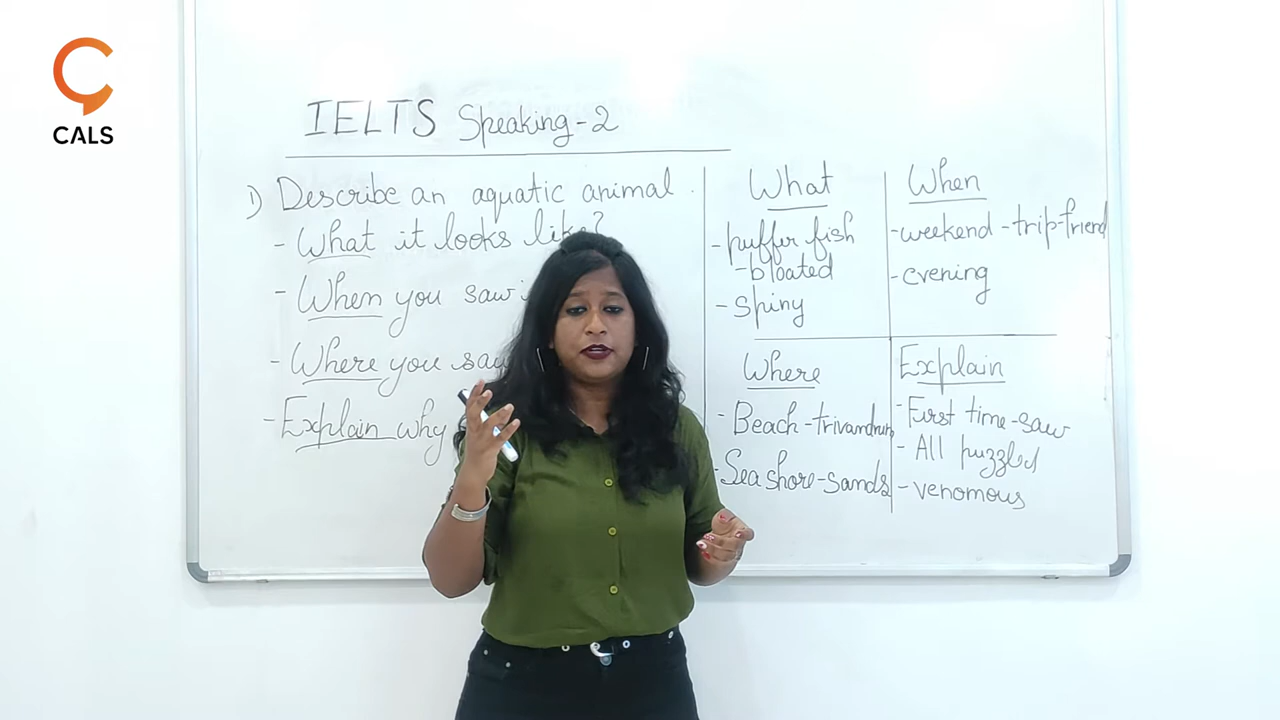 CALS
IELTS Speaking-2
1) Describe an aquatic animal.
- What it looks like?
- When you saw
- Where you saw
- Explain why
What
- puffer fish
- bloated
- spiny
When
- weekend - trip - friend
- evening
Where
- Beach - trivandrum
- Sea shore - sands
Explain
- First time - saw
- All puzzled
- venomous